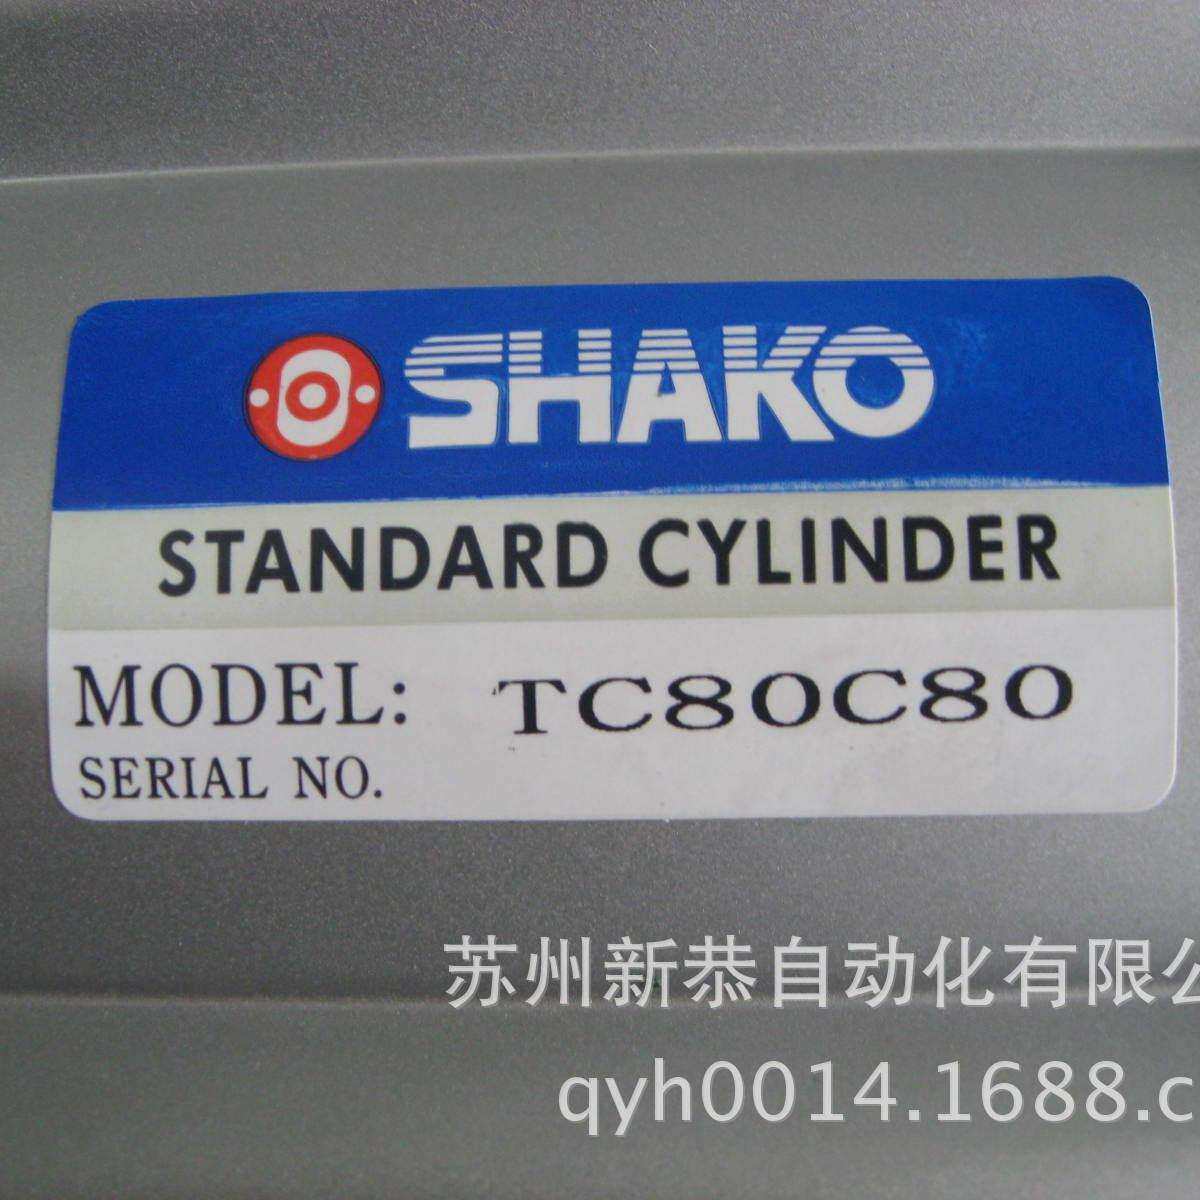 SHAKO
STANDARD CYLINDER
MODEL: TC80C80
SERIAL NO.
苏州新恭自动化有限公
qyh0014.1688.c